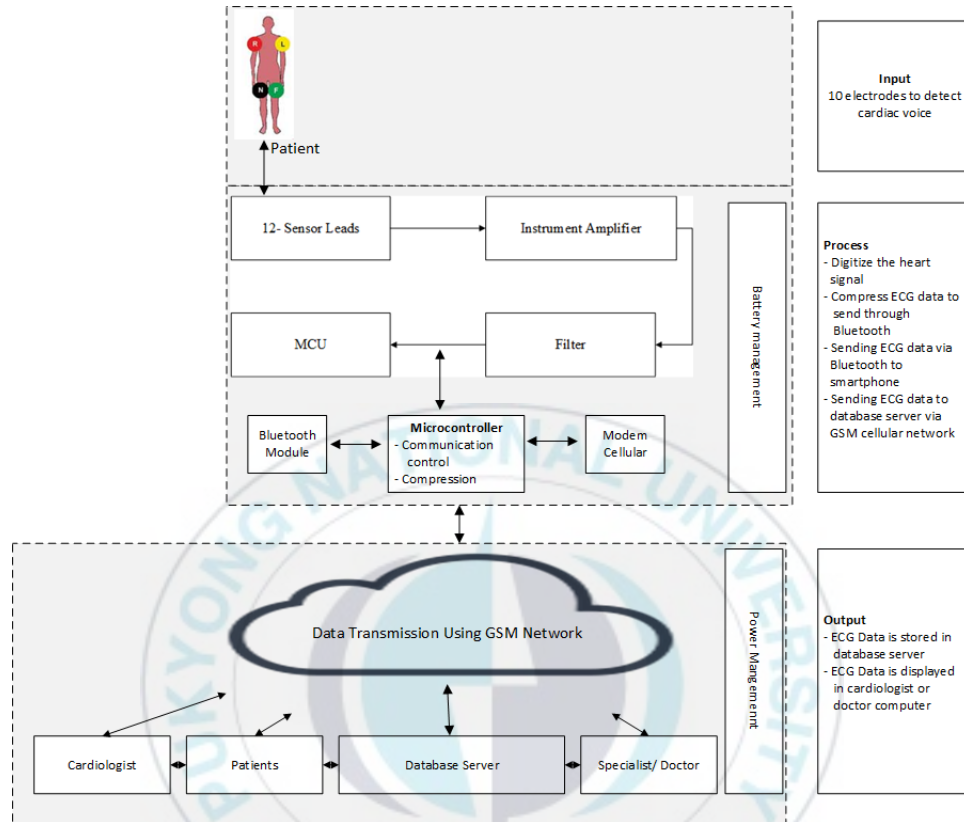 R
L
N
F
Patient
Input
10 electrodes to detect
cardiac voice
12- Sensor Leads
Instrument Amplifier
MCU
Filter
Battery management
Bluetooth
Module
Microcontroller
- Communication
control
- Compression
Modem
Cellular
Process
- Digitize the heart
signal
- Compress ECG data to
send through
Bluetooth
- Sending ECG data via
Bluetooth to
smartphone
- Sending ECG data to
database server via
GSM cellular network
Data Transmission Using GSM Network
Power Mangemennt
Cardiologist
Patients
Database Server
Specialist/ Doctor
Output
- ECG Data is stored in
database server
- ECG Data is displayed
in cardiologist or
doctor computer
PUKYONG NATIONAL UNIVERSITY